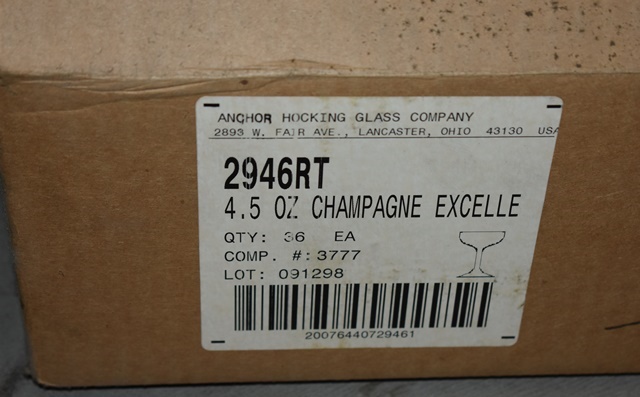 ANCHOR HOCKING GLASS COMPANY
2893 W. FAIR AVE., LANCASTER, OHIO 43130 USA
2946RT
4.5 OZ CHAMPAGNE EXCELLE
QTY: 36 EA
COMP. #: 3777
LOT: 091298
20076440729461